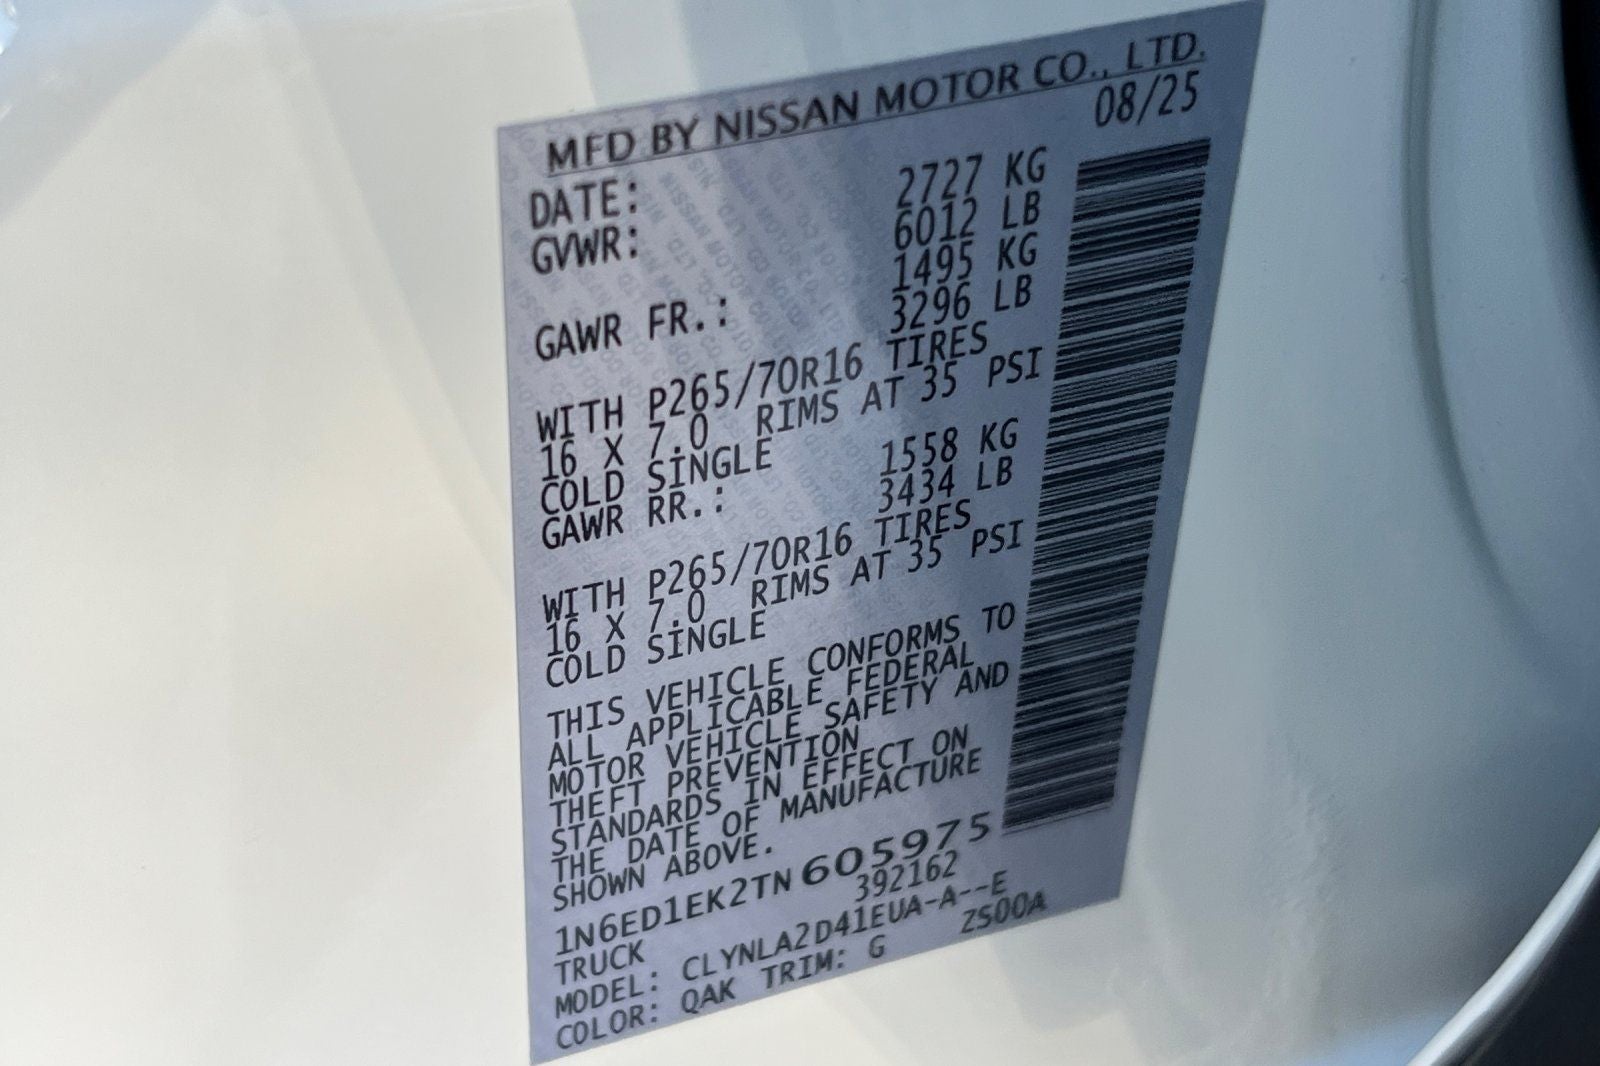 MFD BY NISSAN MOTOR CO., LTD.
DATE: 08/25
GVWR: 2727 KG
6012 LB
GAWR FR.: 1495 KG
3296 LB
WITH P265/70R16 TIRES
16 X 7.0 RIMS AT 35 PSI
COLD SINGLE
GAWR RR.: 1558 KG
3434 LB
WITH P265/70R16 TIRES
16 X 7.0 RIMS AT 35 PSI
COLD SINGLE
THIS VEHICLE CONFORMS TO
ALL APPLICABLE FEDERAL
MOTOR VEHICLE SAFETY AND
THEFT PREVENTION
STANDARDS IN EFFECT ON
THE DATE OF MANUFACTURE
SHOWN ABOVE.
1N6ED1EK2TN605975
TRUCK 392162
MODEL: CLYNLA2D41EUA-A--E
COLOR: QAK TRIM: G ZS00A